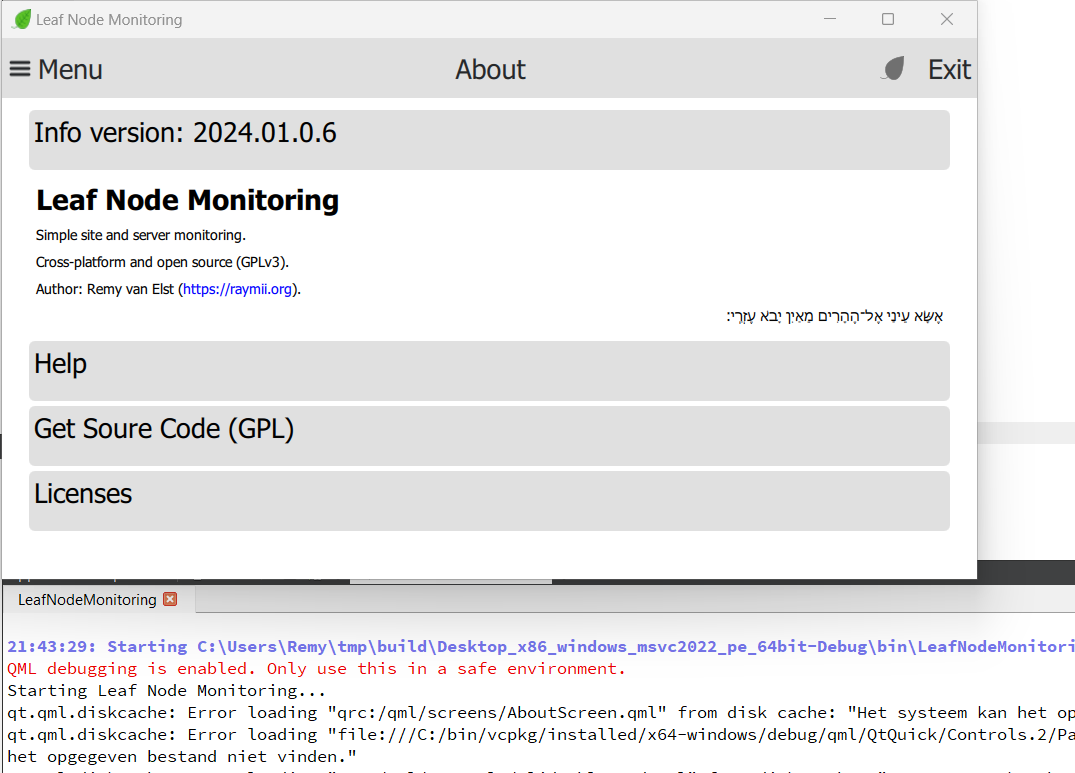 Leaf Node Monitoring
Menu
About
Exit
Info version: 2024.01.0.6
Leaf Node Monitoring
Simple site and server monitoring.
Cross-platform and open source (GPLv3).
Author: Remy van Elst (https://raymii.org).
אֶשָּׂא עֵינַי אֶל־הֶהָרִים מֵאַיִן יָבֹא עֶזְרִי׃
Help
Get Soure Code (GPL)
Licenses
LeafNodeMonitoring
21:43:29: Starting C:\Users\Remy\tmp\build\Desktop_x86_windows_msvc2022_pe_64bit-Debug\bin\LeafNodeMonitori
QML debugging is enabled. Only use this in a safe environment.
Starting Leaf Node Monitoring...
qt.qml.diskcache: Error loading "qrc:/qml/screens/AboutScreen.qml" from disk cache: "Het systeem kan het op
qt.qml.diskcache: Error loading "file:///C:/bin/vcpkg/installed/x64-windows/debug/qml/QtQuick/Controls.2/Pa
het opgegeven bestand niet vinden."